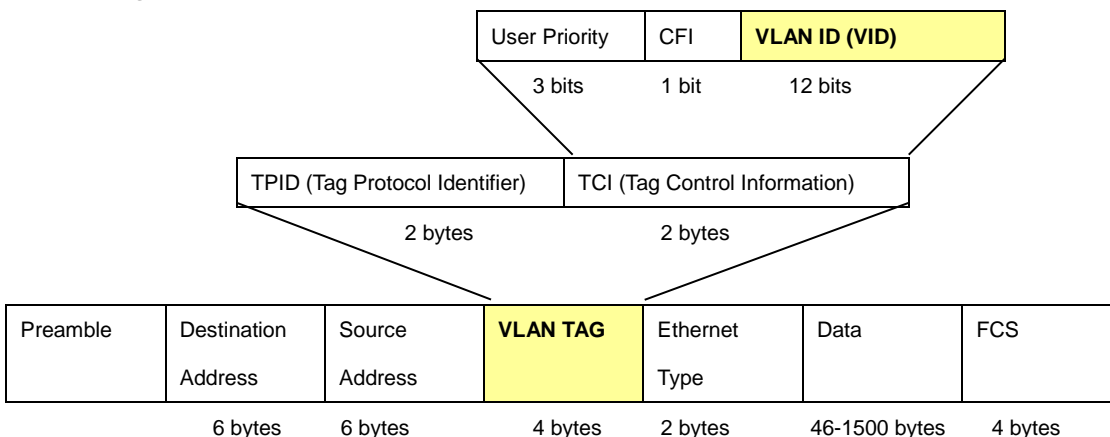 User Priority CFI VLAN ID (VID)
3 bits 1 bit 12 bits
TPID (Tag Protocol Identifier) TCI (Tag Control Information)
2 bytes 2 bytes
Preamble Destination Source VLAN TAG Ethernet Data FCS
Address Address Type
6 bytes 6 bytes 4 bytes 2 bytes 46-1500 bytes 4 bytes